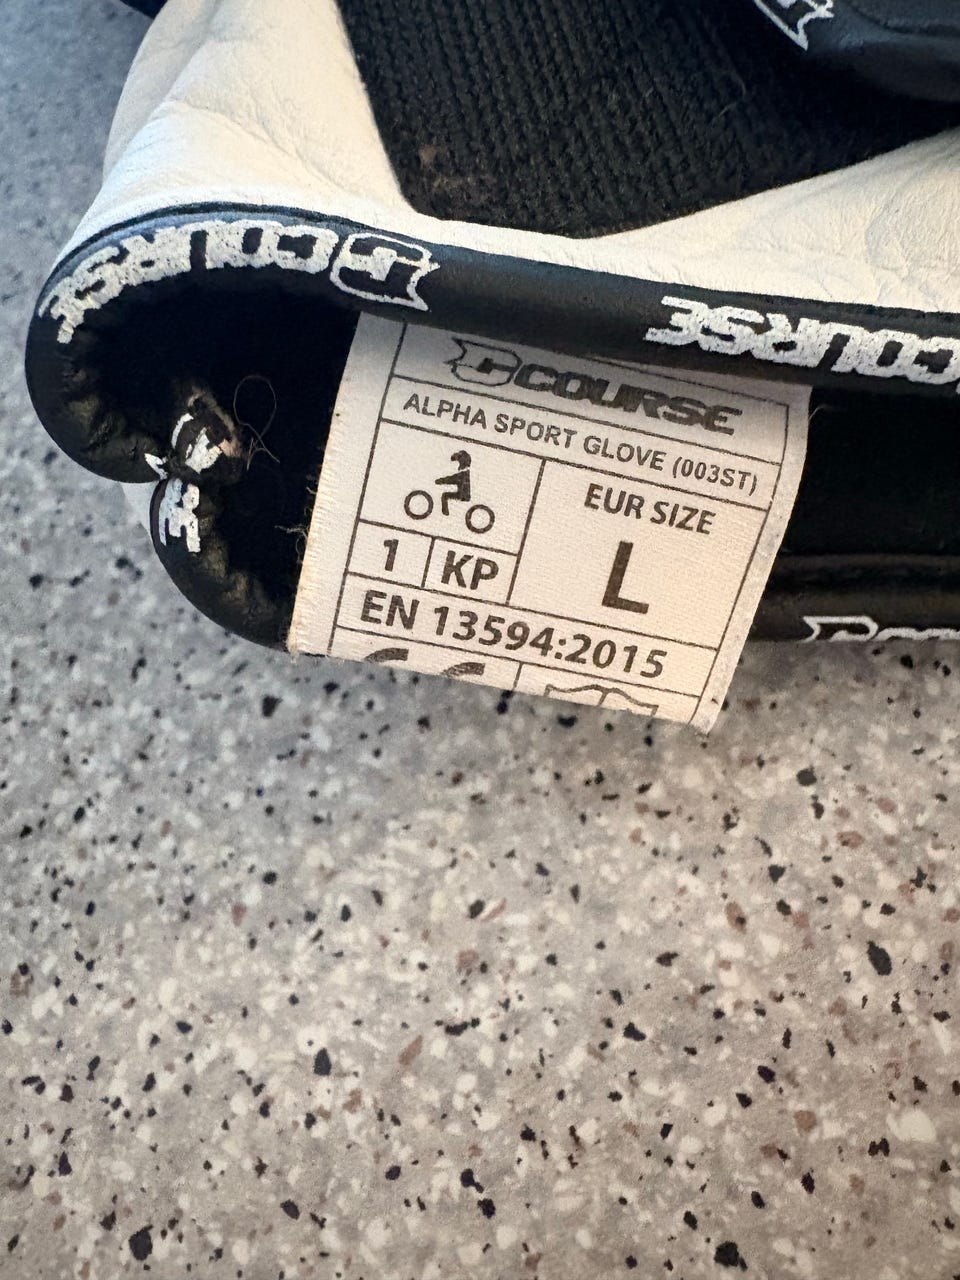 COURSE
COURSE
COURSE
ALPHA SPORT GLOVE (003ST)
EUR SIZE
L
1 KP
EN 13594:2015